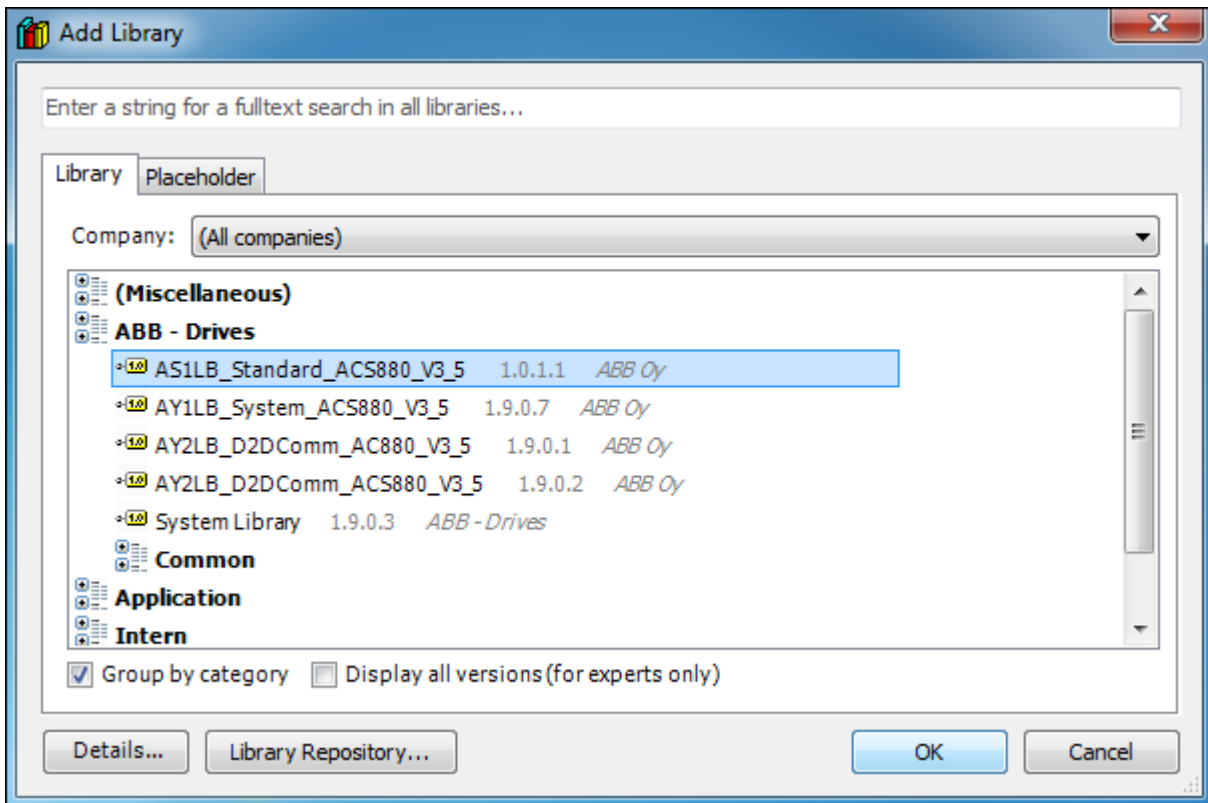 Add Library
Enter a string for a fulltext search in all libraries...
Library Placeholder
Company: (All companies)
(Miscellaneous)
ABB - Drives
AS1LB_Standard_ACS880_V3_5 1.0.1.1 ABB Oy
AY1LB_System_ACS880_V3_5 1.9.0.7 ABB Oy
AY2LB_D2DComm_AC880_V3_5 1.9.0.1 ABB Oy
AY2LB_D2DComm_ACS880_V3_5 1.9.0.2 ABB Oy
System Library 1.9.0.3 ABB - Drives
Common
Application
Intern
Group by category Display all versions (for experts only)
Details... Library Repository... OK Cancel